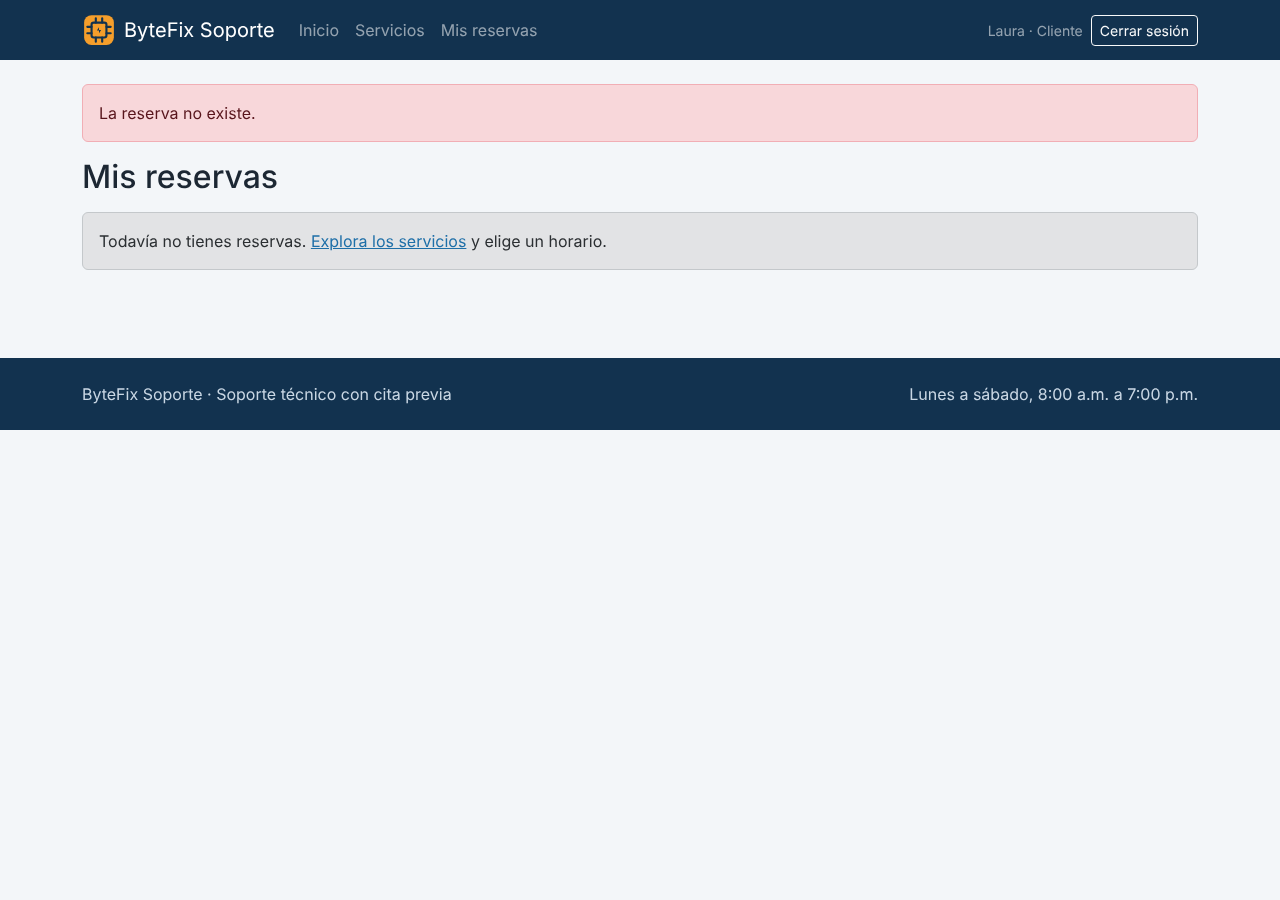 ByteFix Soporte
Inicio
Servicios
Mis reservas
Laura · Cliente
Cerrar sesión
La reserva no existe.
Mis reservas
Todavía no tienes reservas. Explora los servicios y elige un horario.
ByteFix Soporte · Soporte técnico con cita previa
Lunes a sábado, 8:00 a.m. a 7:00 p.m.